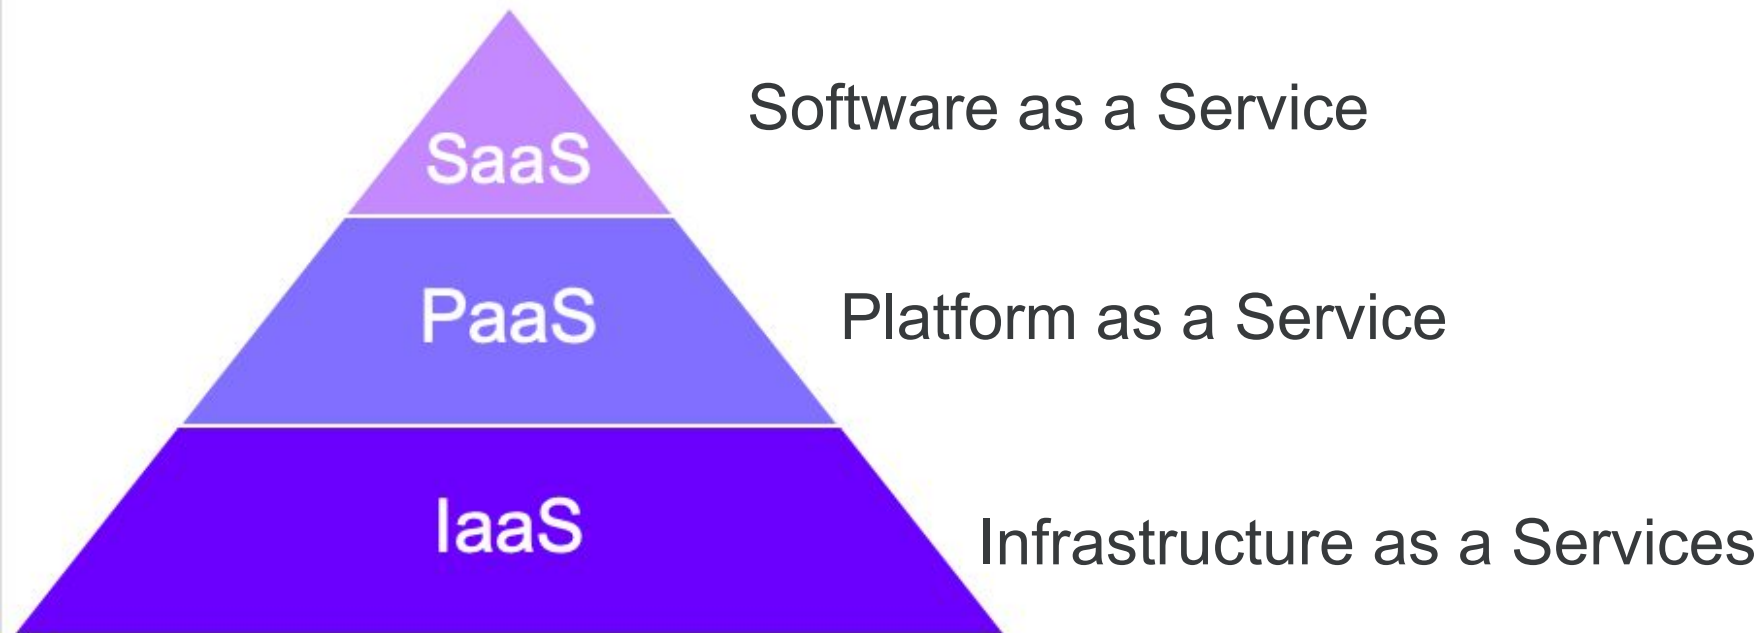 Software as a Service
SaaS
PaaS
Platform as a Service
IaaS
Infrastructure as a Services